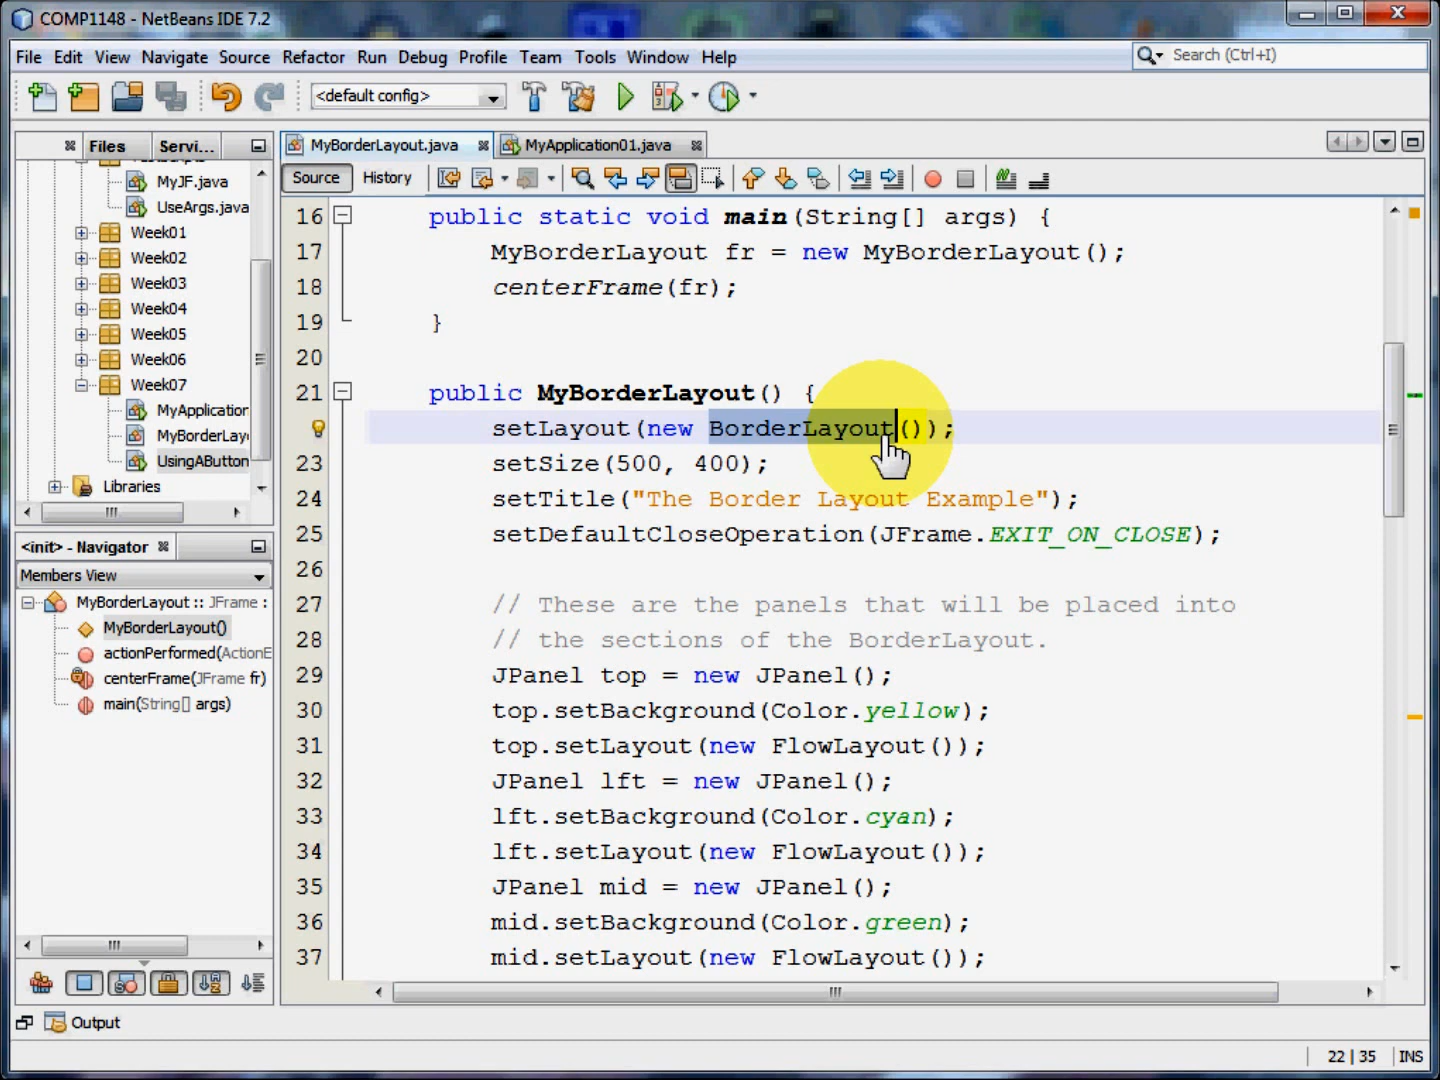 COMP1148 - NetBeans IDE 7.2
File Edit View Navigate Source Refactor Run Debug Profile Team Tools Window Help
Search (Ctrl+I)
<default config>
Files Servi...
MyBorderLayout.java MyApplication01.java
Source History
MyJF.java
UseArgs.java
Week01
Week02
Week03
Week04
Week05
Week06
Week07
MyApplication
MyBorderLay
UsingAButton
Libraries
<init> - Navigator
Members View
MyBorderLayout :: JFrame :
MyBorderLayout()
actionPerformed(ActionE
centerFrame(JFrame fr)
main(String[] args)
16 public static void main(String[] args) {
17 MyBorderLayout fr = new MyBorderLayout();
18 centerFrame(fr);
19 }
20
21 public MyBorderLayout() {
setLayout(new BorderLayout());
23 setSize(500, 400);
24 setTitle("The Border Layout Example");
25 setDefaultCloseOperation(JFrame.EXIT_ON_CLOSE);
26
27 // These are the panels that will be placed into
28 // the sections of the BorderLayout.
29 JPanel top = new JPanel();
30 top.setBackground(Color.yellow);
31 top.setLayout(new FlowLayout());
32 JPanel lft = new JPanel();
33 lft.setBackground(Color.cyan);
34 lft.setLayout(new FlowLayout());
35 JPanel mid = new JPanel();
36 mid.setBackground(Color.green);
37 mid.setLayout(new FlowLayout());
Output
22 | 35 INS